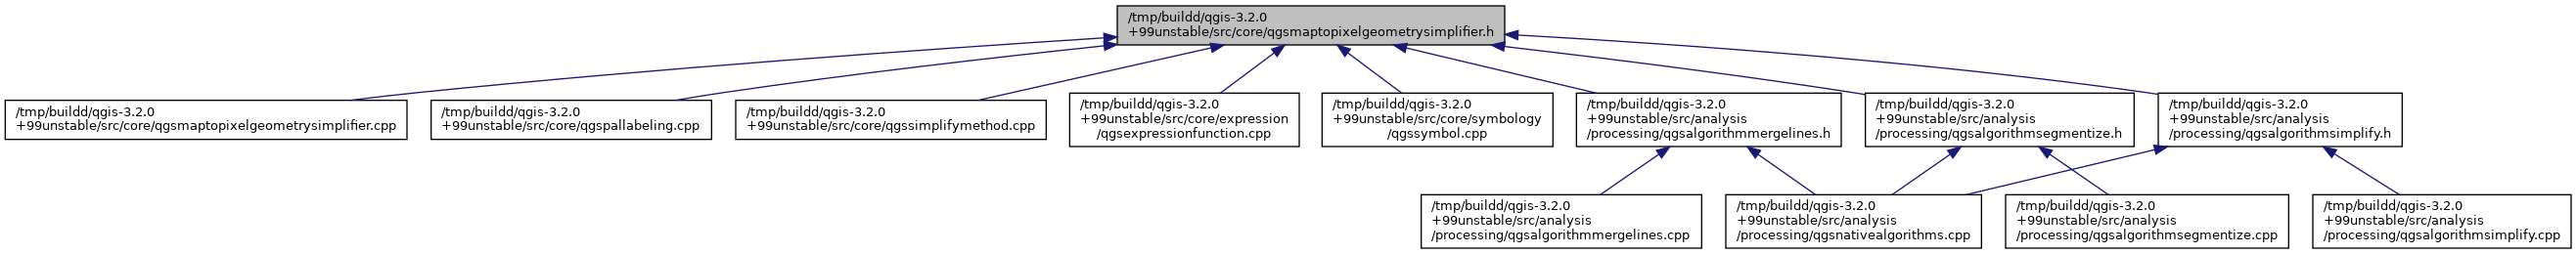 /tmp/buildd/qgis-3.2.0
+99unstable/src/core/qgsmaptopixelgeometrysimplifier.h
/tmp/buildd/qgis-3.2.0
+99unstable/src/core/qgsmaptopixelgeometrysimplifier.cpp
/tmp/buildd/qgis-3.2.0
+99unstable/src/core/qgspallabeling.cpp
/tmp/buildd/qgis-3.2.0
+99unstable/src/core/qgssimplifymethod.cpp
/tmp/buildd/qgis-3.2.0
+99unstable/src/core/expression
/qgsexpressionfunction.cpp
/tmp/buildd/qgis-3.2.0
+99unstable/src/core/symbology
/qgssymbol.cpp
/tmp/buildd/qgis-3.2.0
+99unstable/src/analysis
/processing/qgsalgorithmmergelines.h
/tmp/buildd/qgis-3.2.0
+99unstable/src/analysis
/processing/qgsalgorithmsegmentize.h
/tmp/buildd/qgis-3.2.0
+99unstable/src/analysis
/processing/qgsalgorithmsimplify.h
/tmp/buildd/qgis-3.2.0
+99unstable/src/analysis
/processing/qgsalgorithmmergelines.cpp
/tmp/buildd/qgis-3.2.0
+99unstable/src/analysis
/processing/qgsnativealgorithms.cpp
/tmp/buildd/qgis-3.2.0
+99unstable/src/analysis
/processing/qgsalgorithmsegmentize.cpp
/tmp/buildd/qgis-3.2.0
+99unstable/src/analysis
/processing/qgsalgorithmsimplify.cpp